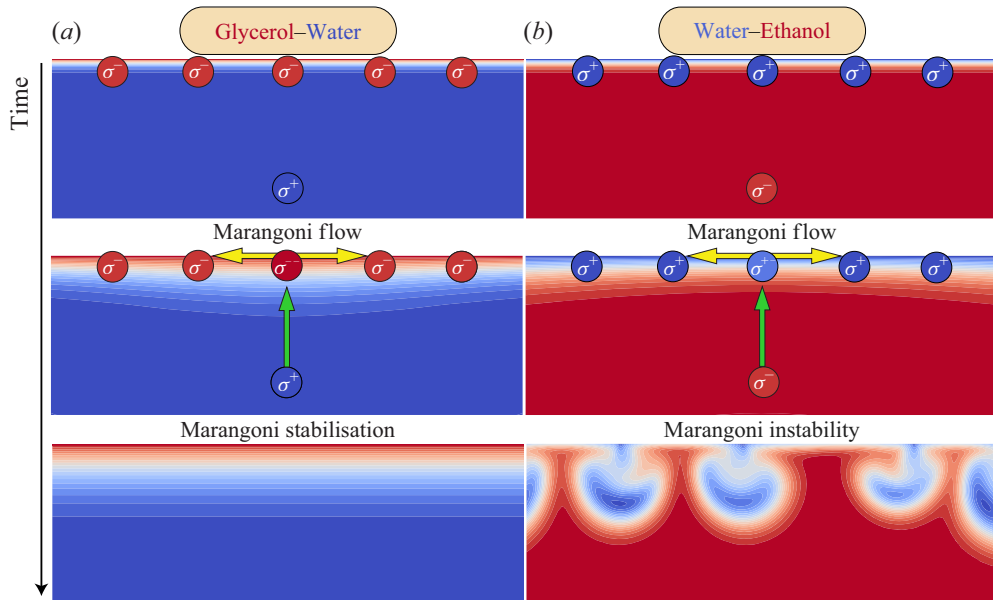 (a) Glycerol–Water (b) Water–Ethanol
Time
σ⁻ σ⁻ σ⁻ σ⁻ σ⁻ σ⁺ σ⁺ σ⁺ σ⁺ σ⁺
σ⁺ σ⁻
Marangoni flow Marangoni flow
σ⁻ σ⁻ σ⁻ σ⁻ σ⁻ σ⁺ σ⁺ σ⁺ σ⁺ σ⁺
σ⁺ σ⁻
Marangoni stabilisation Marangoni instability